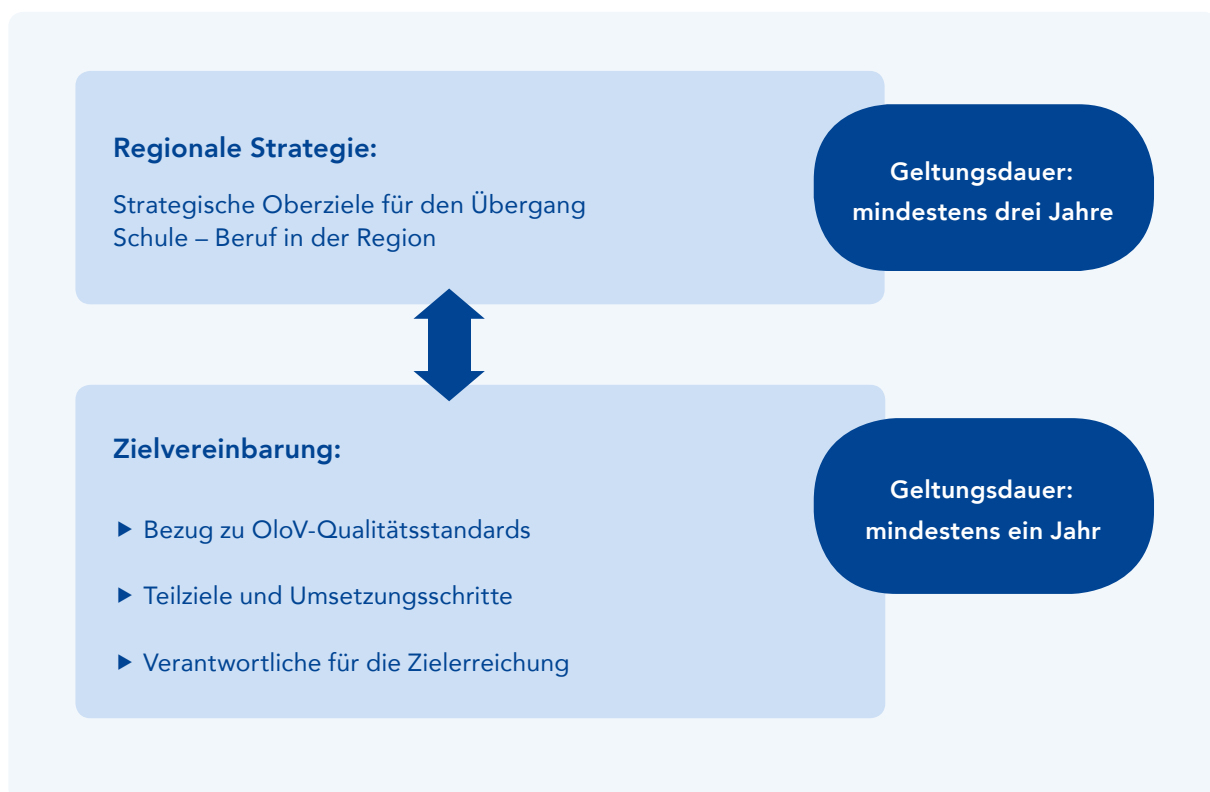 Regionale Strategie:
Strategische Oberziele für den Übergang
Schule – Beruf in der Region
Geltungsdauer:
mindestens drei Jahre
Zielvereinbarung:
▶ Bezug zu OloV-Qualitätsstandards
▶ Teilziele und Umsetzungsschritte
▶ Verantwortliche für die Zielerreichung
Geltungsdauer:
mindestens ein Jahr